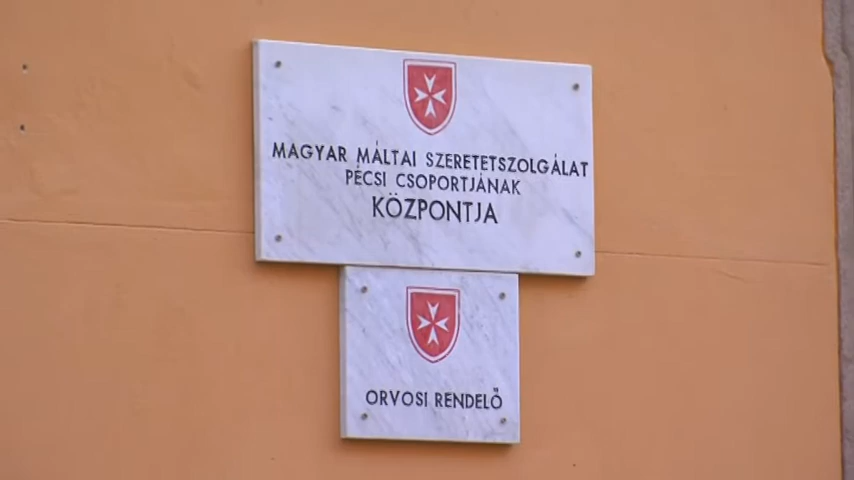 MAGYAR MÁLTAI SZERETETSZOLGÁLAT
PÉCSI CSOPORTJÁNAK
KÖZPONTJA
ORVOSI RENDELŐ